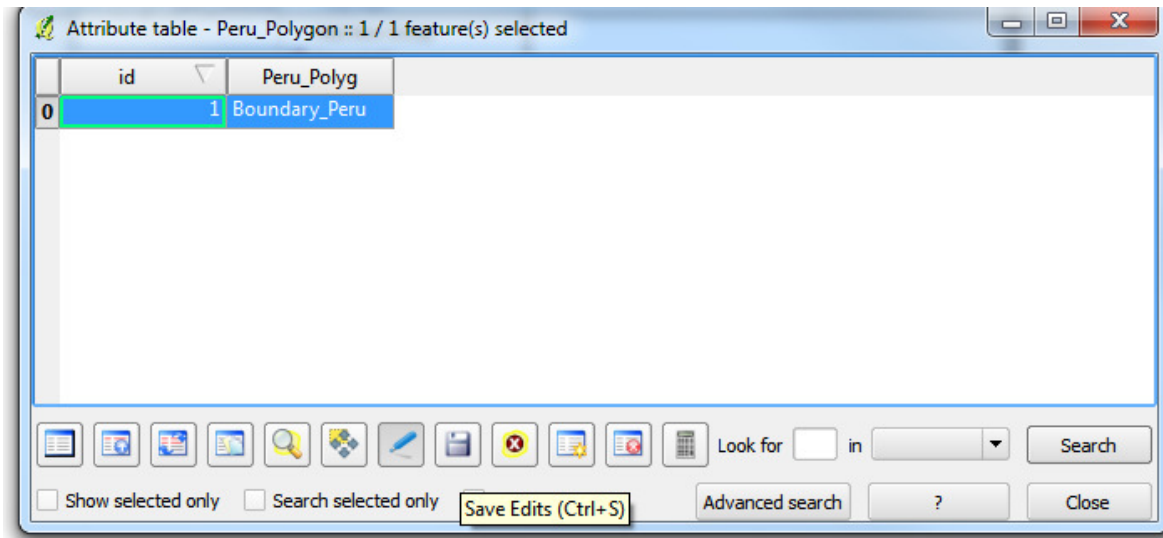 Attribute table - Peru_Polygon :: 1 / 1 feature(s) selected
id Peru_Polyg
0 1 Boundary_Peru
Look for in Search
Show selected only Search selected only Advanced search ? Close
Save Edits (Ctrl+S)